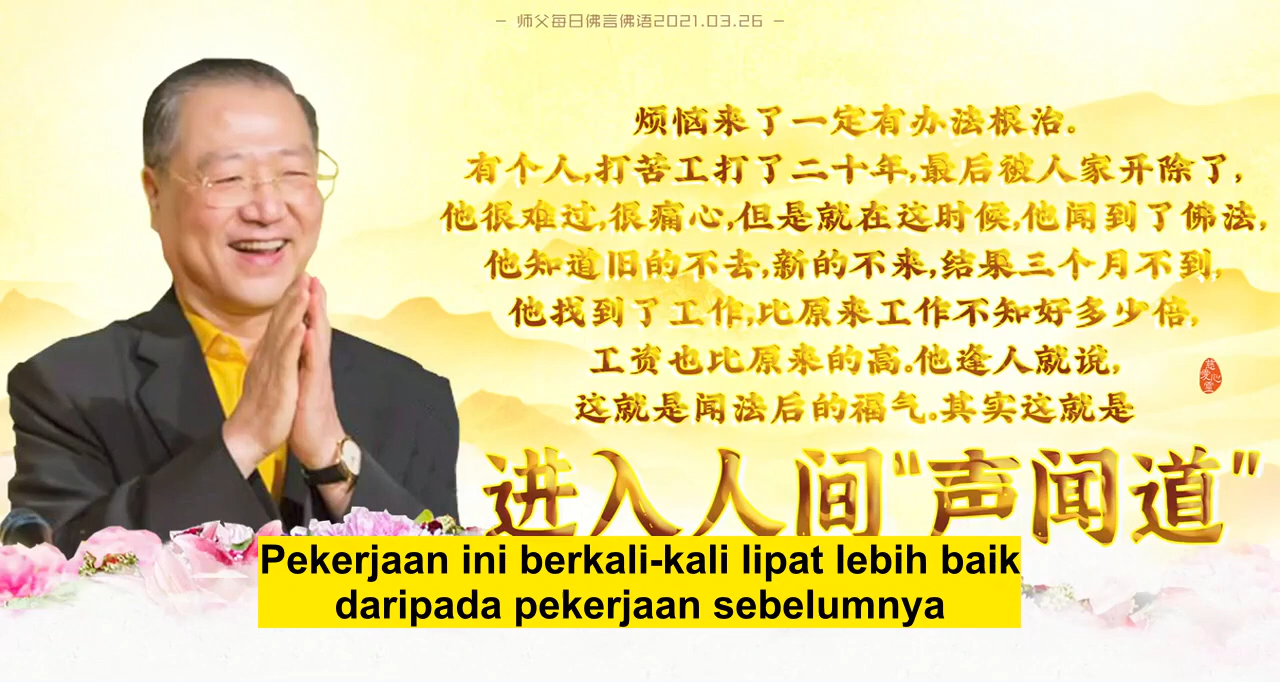 - 师父每日佛言佛语2021.03.26 -
烦恼来了一定有办法根治。
有个人,打苦工打了二十年,最后被人家开除了,
他很难过,很痛心,但是就在这时候,他闻到了佛法,
他知道旧的不去,新的不来,结果三个月不到,
他找到了工作,比原来工作不知好多少倍,
工资也比原来的高。他逢人就说,
这就是闻法后的福气。其实这就是
进入人间“声闻道”
Pekerjaan ini berkali-kali lipat lebih baik
daripada pekerjaan sebelumnya